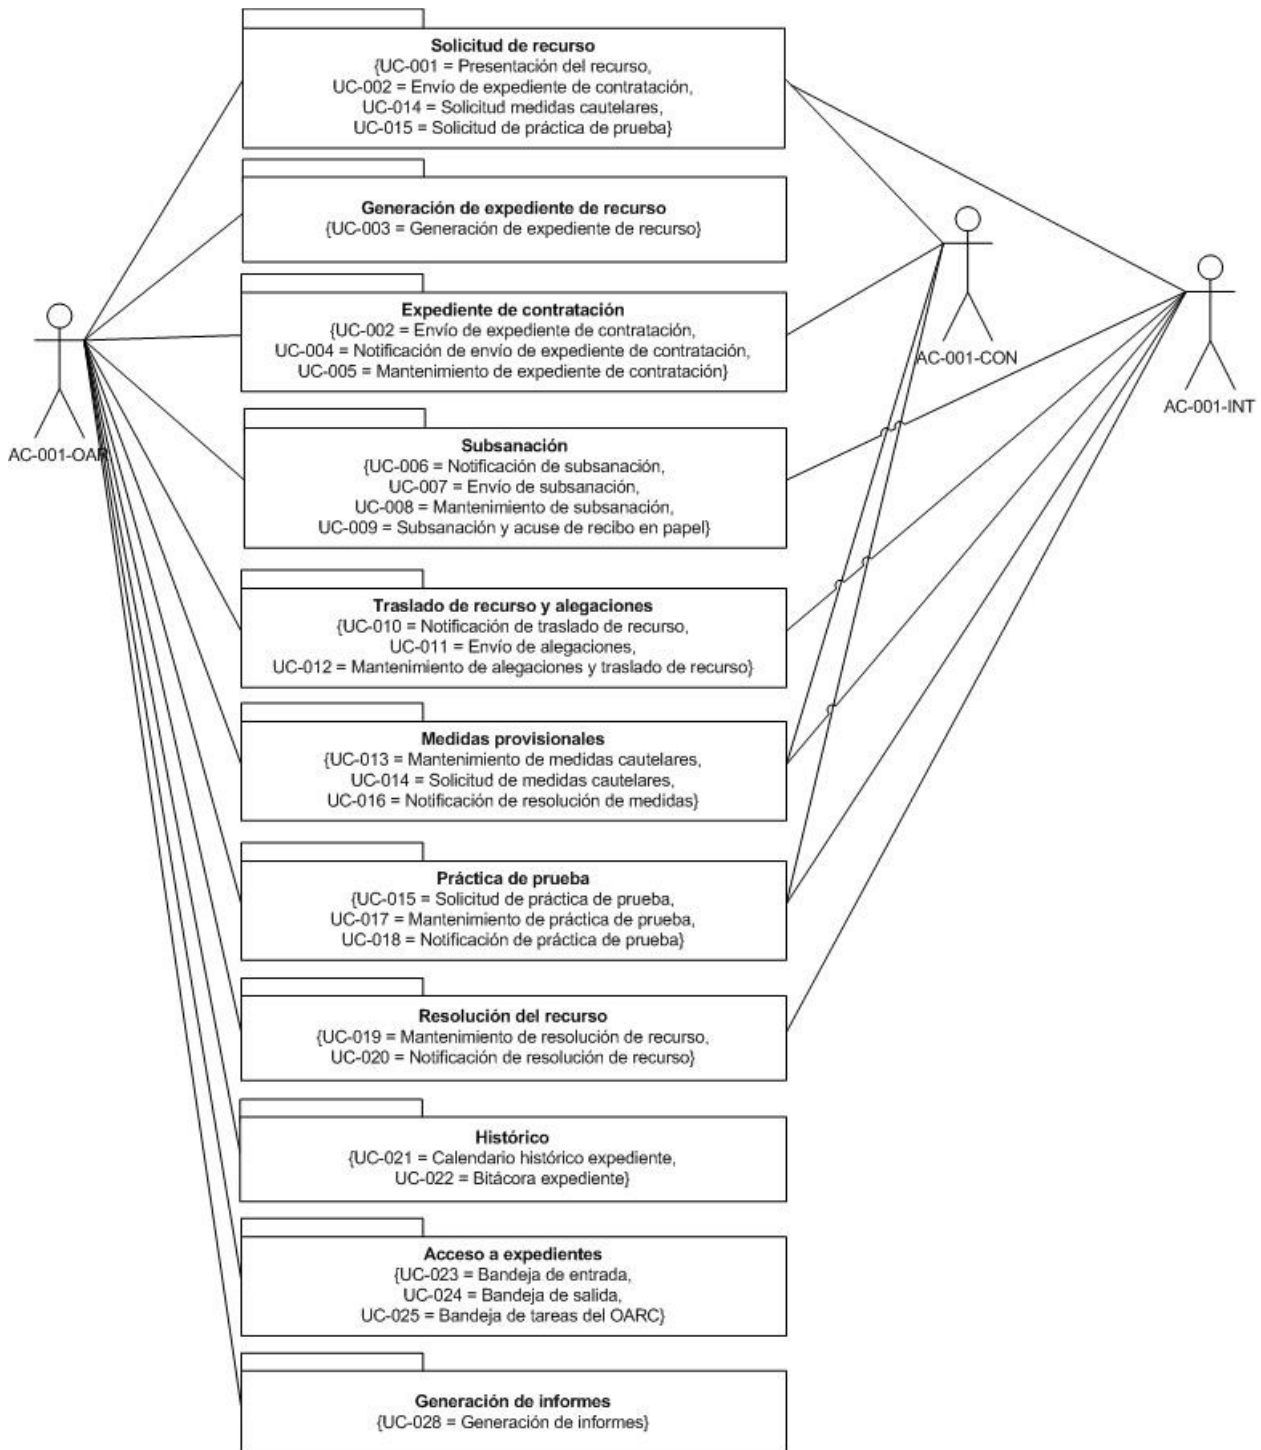 Solicitud de recurso
{UC-001 = Presentación del recurso,
UC-002 = Envío de expediente de contratación,
UC-014 = Solicitud medidas cautelares,
UC-015 = Solicitud de práctica de prueba}
Generación de expediente de recurso
{UC-003 = Generación de expediente de recurso}
Expediente de contratación
{UC-002 = Envío de expediente de contratación,
UC-004 = Notificación de envío de expediente de contratación,
UC-005 = Mantenimiento de expediente de contratación}
AC-001-CON
AC-001-INT
AC-001-OAR
Subsanación
{UC-006 = Notificación de subsanación,
UC-007 = Envío de subsanación,
UC-008 = Mantenimiento de subsanación,
UC-009 = Subsanación y acuse de recibo en papel}
Traslado de recurso y alegaciones
{UC-010 = Notificación de traslado de recurso,
UC-011 = Envío de alegaciones,
UC-012 = Mantenimiento de alegaciones y traslado de recurso}
Medidas provisionales
{UC-013 = Mantenimiento de medidas cautelares,
UC-014 = Solicitud de medidas cautelares,
UC-016 = Notificación de resolución de medidas}
Práctica de prueba
{UC-015 = Solicitud de práctica de prueba,
UC-017 = Mantenimiento de práctica de prueba,
UC-018 = Notificación de práctica de prueba}
Resolución del recurso
{UC-019 = Mantenimiento de resolución de recurso,
UC-020 = Notificación de resolución de recurso}
Histórico
{UC-021 = Calendario histórico expediente,
UC-022 = Bitácora expediente}
Acceso a expedientes
{UC-023 = Bandeja de entrada,
UC-024 = Bandeja de salida,
UC-025 = Bandeja de tareas del OARC}
Generación de informes
{UC-028 = Generación de informes}